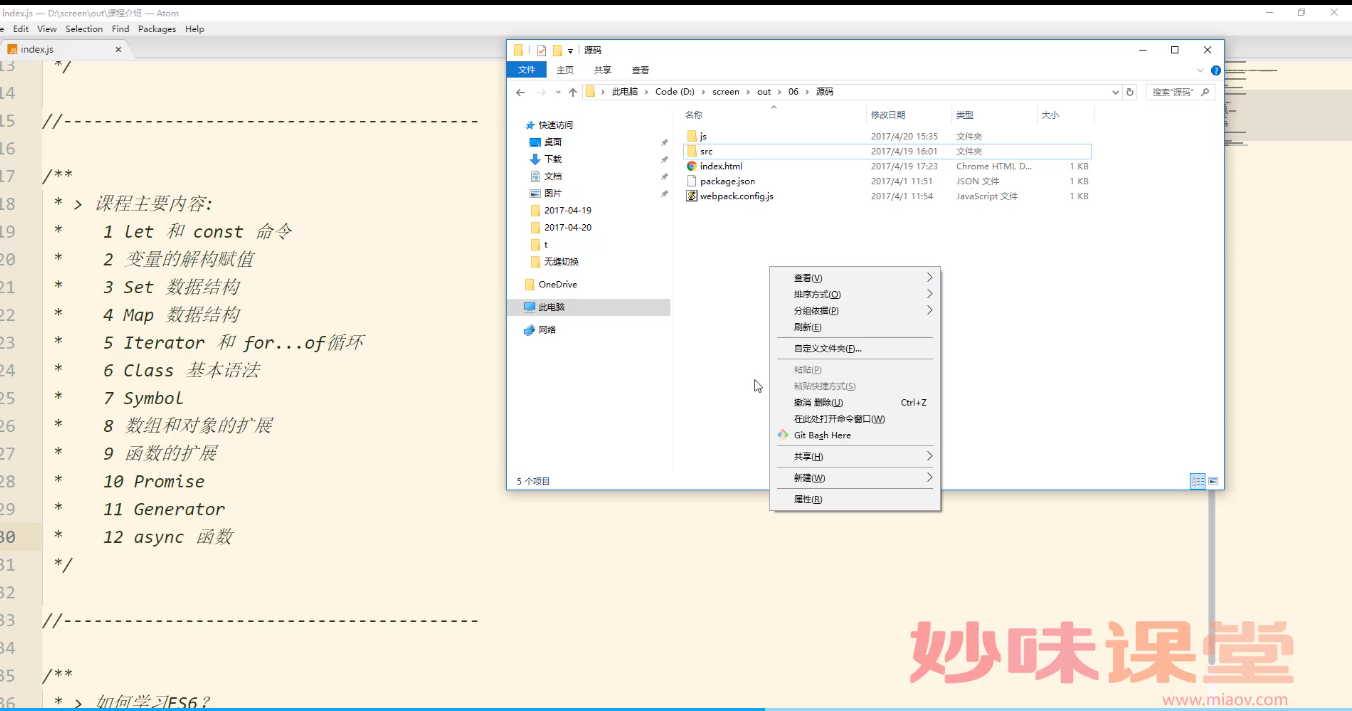 index.js — D:\screen\out\课程介绍 — Atom
Edit View Selection Find Packages Help
index.js
13 */
14
15 //-----------------------------------------
16
17 /**
18 * > 课程主要内容:
19 * 1 let 和 const 命令
20 * 2 变量的解构赋值
21 * 3 Set 数据结构
22 * 4 Map 数据结构
23 * 5 Iterator 和 for...of循环
24 * 6 Class 基本语法
25 * 7 Symbol
26 * 8 数组和对象的扩展
27 * 9 函数的扩展
28 * 10 Promise
29 * 11 Generator
30 * 12 async 函数
31 */
32
33 //-----------------------------------------
34
35 /**
36 * > 如何学习ES6?
源码
文件 主页 共享 查看
此电脑 > Code (D:) > screen > out > 06 > 源码
搜索"源码"
快速访问
桌面
下载
文档
图片
2017-04-19
2017-04-20
t
无缝切换
OneDrive
此电脑
网络
名称 修改日期 类型 大小
js 2017/4/20 15:35 文件夹
src 2017/4/19 16:01 文件夹
index.html 2017/4/19 17:23 Chrome HTML D... 1 KB
package.json 2017/4/1 11:51 JSON 文件 1 KB
webpack.config.js 2017/4/1 11:54 JavaScript 文件 1 KB
5 个项目
查看(V)
排序方式(O)
分组依据(P)
刷新(E)
自定义文件夹(F)...
粘贴(P)
粘贴快捷方式(S)
撤消 删除(U) Ctrl+Z
在此处打开命令窗口(W)
Git Bash Here
共享(H)
新建(W)
属性(R)
妙味课堂
www.miaov.com